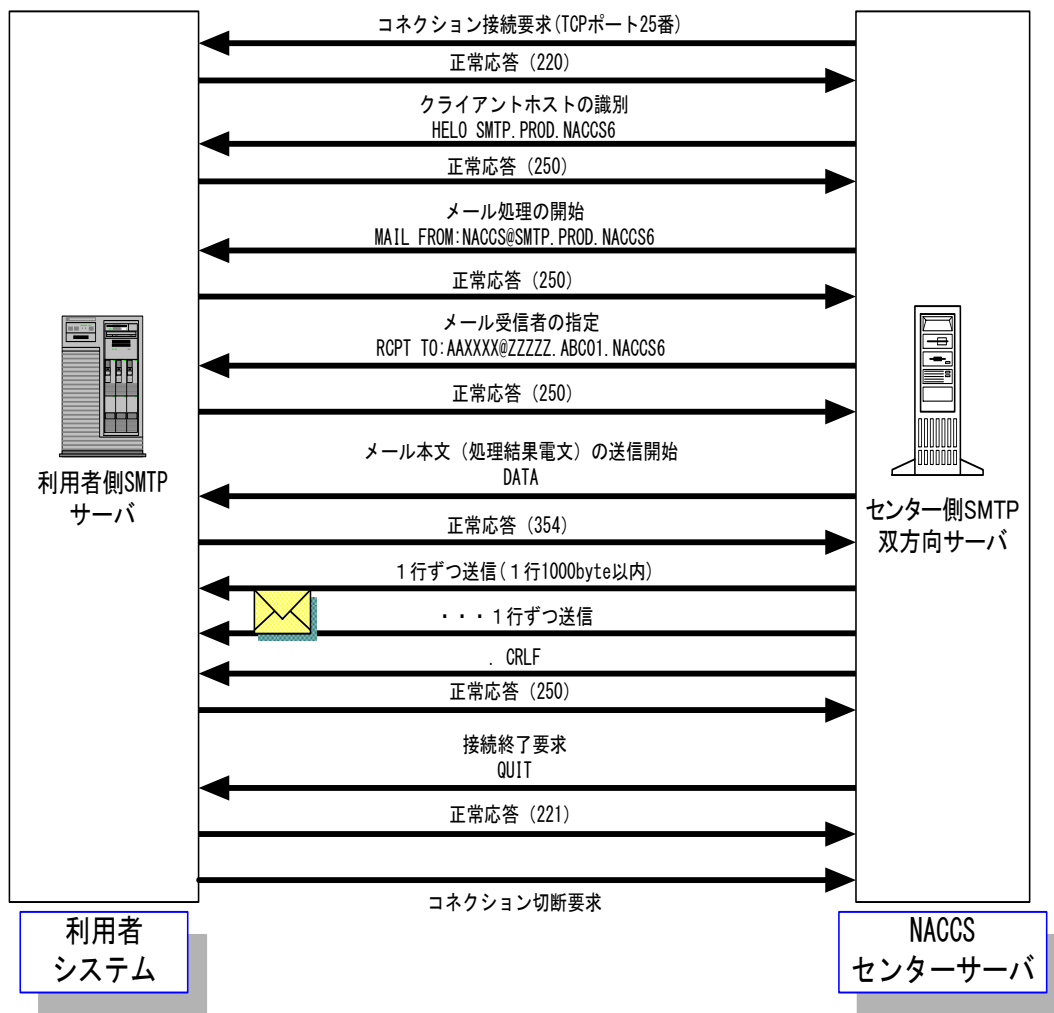 コネクション接続要求(TCPポート25番)
正常応答（220）
クライアントホストの識別
HELO SMTP.PROD.NACCS6
正常応答（250）
メール処理の開始
MAIL FROM:NACCS@SMTP.PROD.NACCS6
正常応答（250）
メール受信者の指定
RCPT TO:AAXXXX@ZZZZZ.ABC01.NACCS6
正常応答（250）
メール本文（処理結果電文）の送信開始
DATA
正常応答（354）
１行ずつ送信(１行1000byte以内)
・・・１行ずつ送信
. CRLF
正常応答（250）
接続終了要求
QUIT
正常応答（221）
コネクション切断要求
利用者側SMTP
サーバ
センター側SMTP
双方向サーバ
利用者
システム
NACCS
センターサーバ